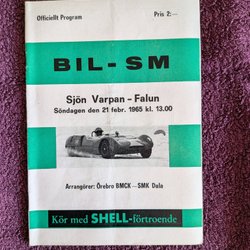 Officiellt Program
Pris 2:—
BIL-SM
Sjön Varpan - Falun
Söndagen den 21 febr. 1965 kl. 13.00
Arrangörer: Örebro BMCK — SMK Dala
Kör med SHELL-förtroende